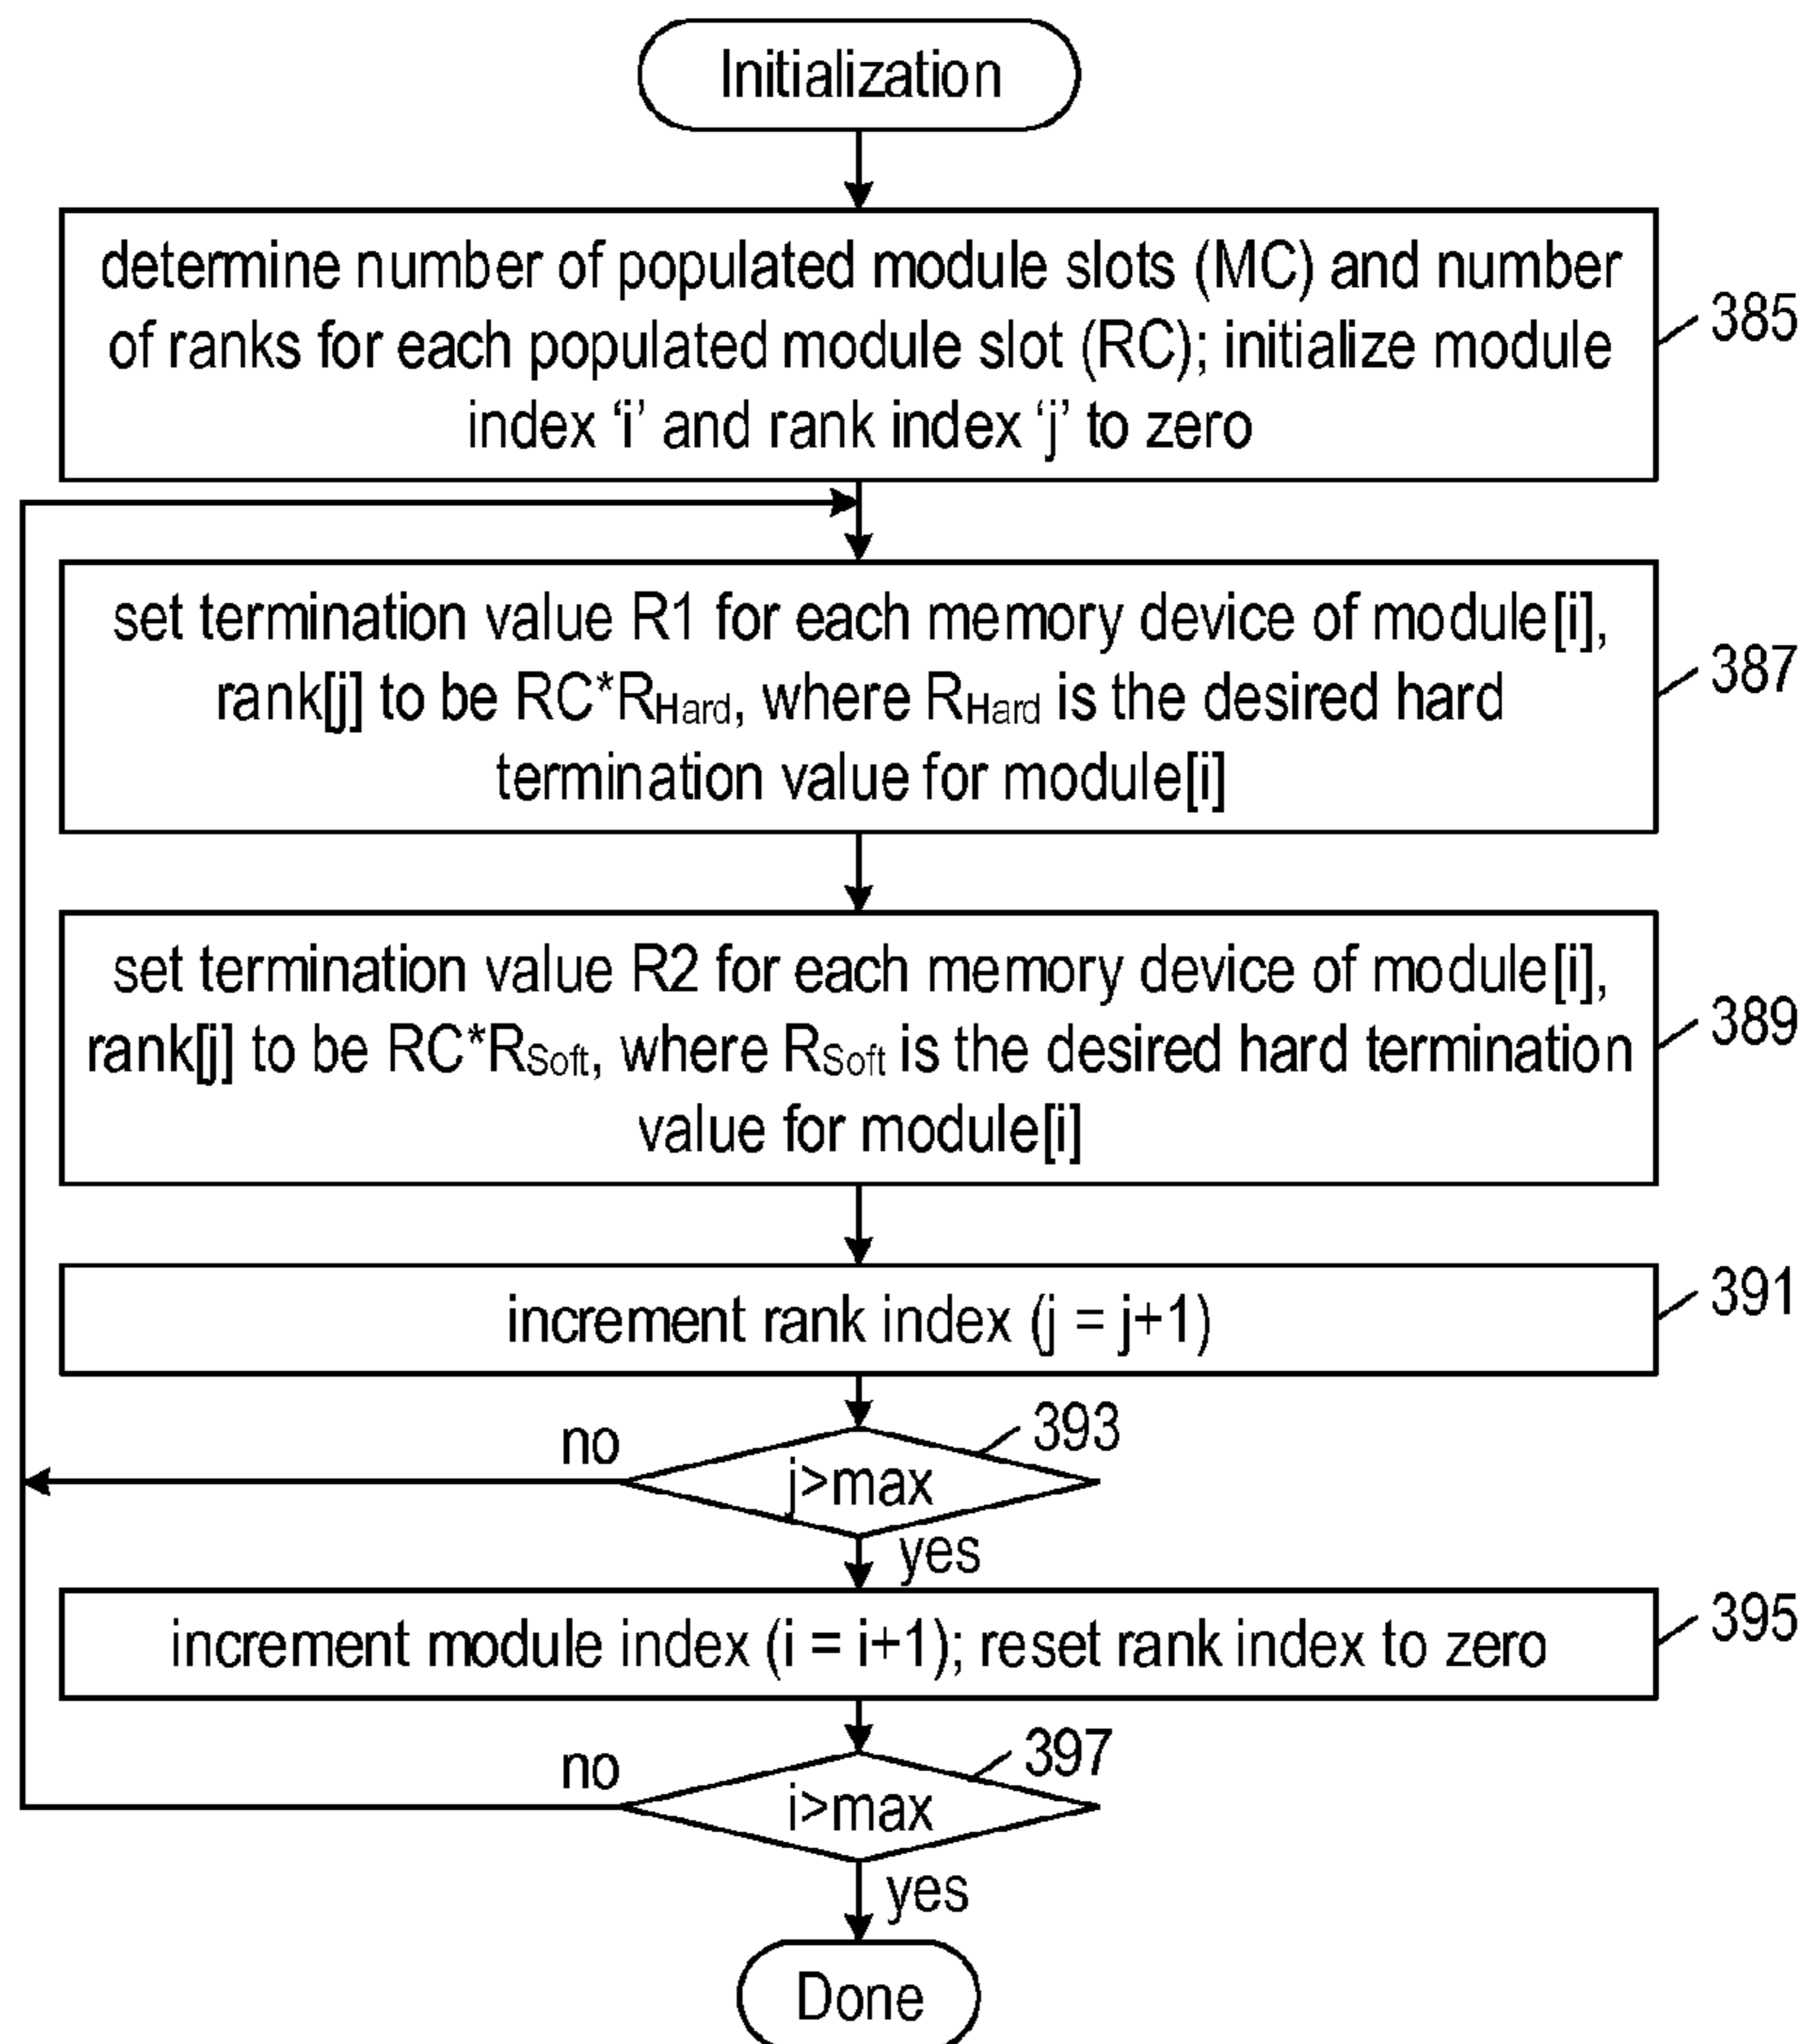 Initialization
determine number of populated module slots (MC) and number
of ranks for each populated module slot (RC); initialize module
index ‘i’ and rank index ‘j’ to zero
385
set termination value R1 for each memory device of module[i],
rank[j] to be RC*RHard, where RHard is the desired hard
termination value for module[i]
387
set termination value R2 for each memory device of module[i],
rank[j] to be RC*RSoft, where RSoft is the desired hard termination
value for module[i]
389
increment rank index (j = j+1)
391
393
no
j>max
yes
increment module index (i = i+1); reset rank index to zero
395
397
no
i>max
yes
Done